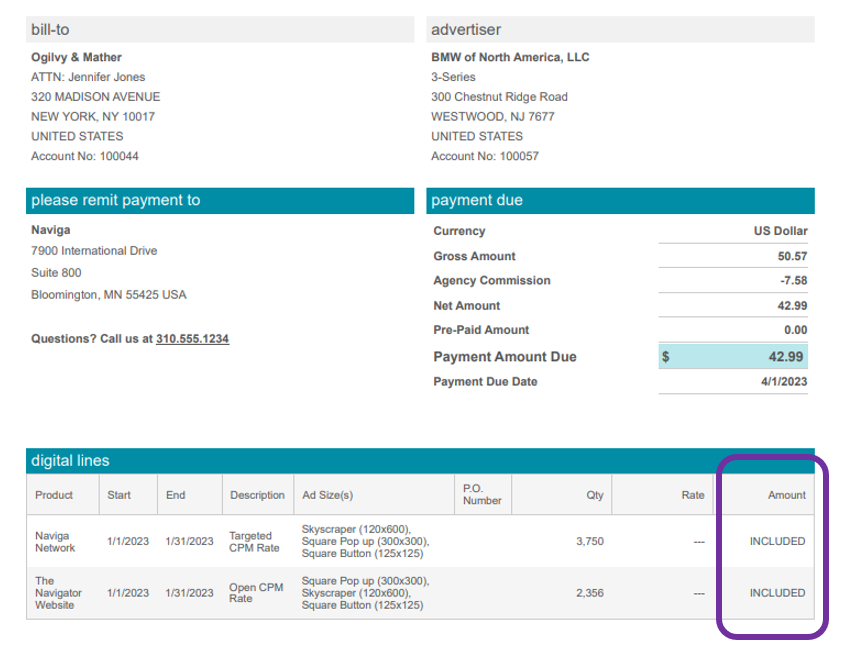 bill-to
Ogilvy & Mather
ATTN: Jennifer Jones
320 MADISON AVENUE
NEW YORK, NY 10017
UNITED STATES
Account No: 100044
advertiser
BMW of North America, LLC
3-Series
300 Chestnut Ridge Road
WESTWOOD, NJ 7677
UNITED STATES
Account No: 100057
please remit payment to
Naviga
7900 International Drive
Suite 800
Bloomington, MN 55425 USA
Questions? Call us at 310.555.1234
payment due
Currency US Dollar
Gross Amount 50.57
Agency Commission -7.58
Net Amount 42.99
Pre-Paid Amount 0.00
Payment Amount Due $ 42.99
Payment Due Date 4/1/2023
digital lines
Product Start End Description Ad Size(s) P.O. Number Qty Rate Amount
Naviga Network 1/1/2023 1/31/2023 Targeted CPM Rate Skyscraper (120x600), Square Pop up (300x300), Square Button (125x125) 3,750 --- INCLUDED
The Navigator Website 1/1/2023 1/31/2023 Open CPM Rate Square Pop up (300x300), Skyscraper (120x600), Square Button (125x125) 2,356 --- INCLUDED